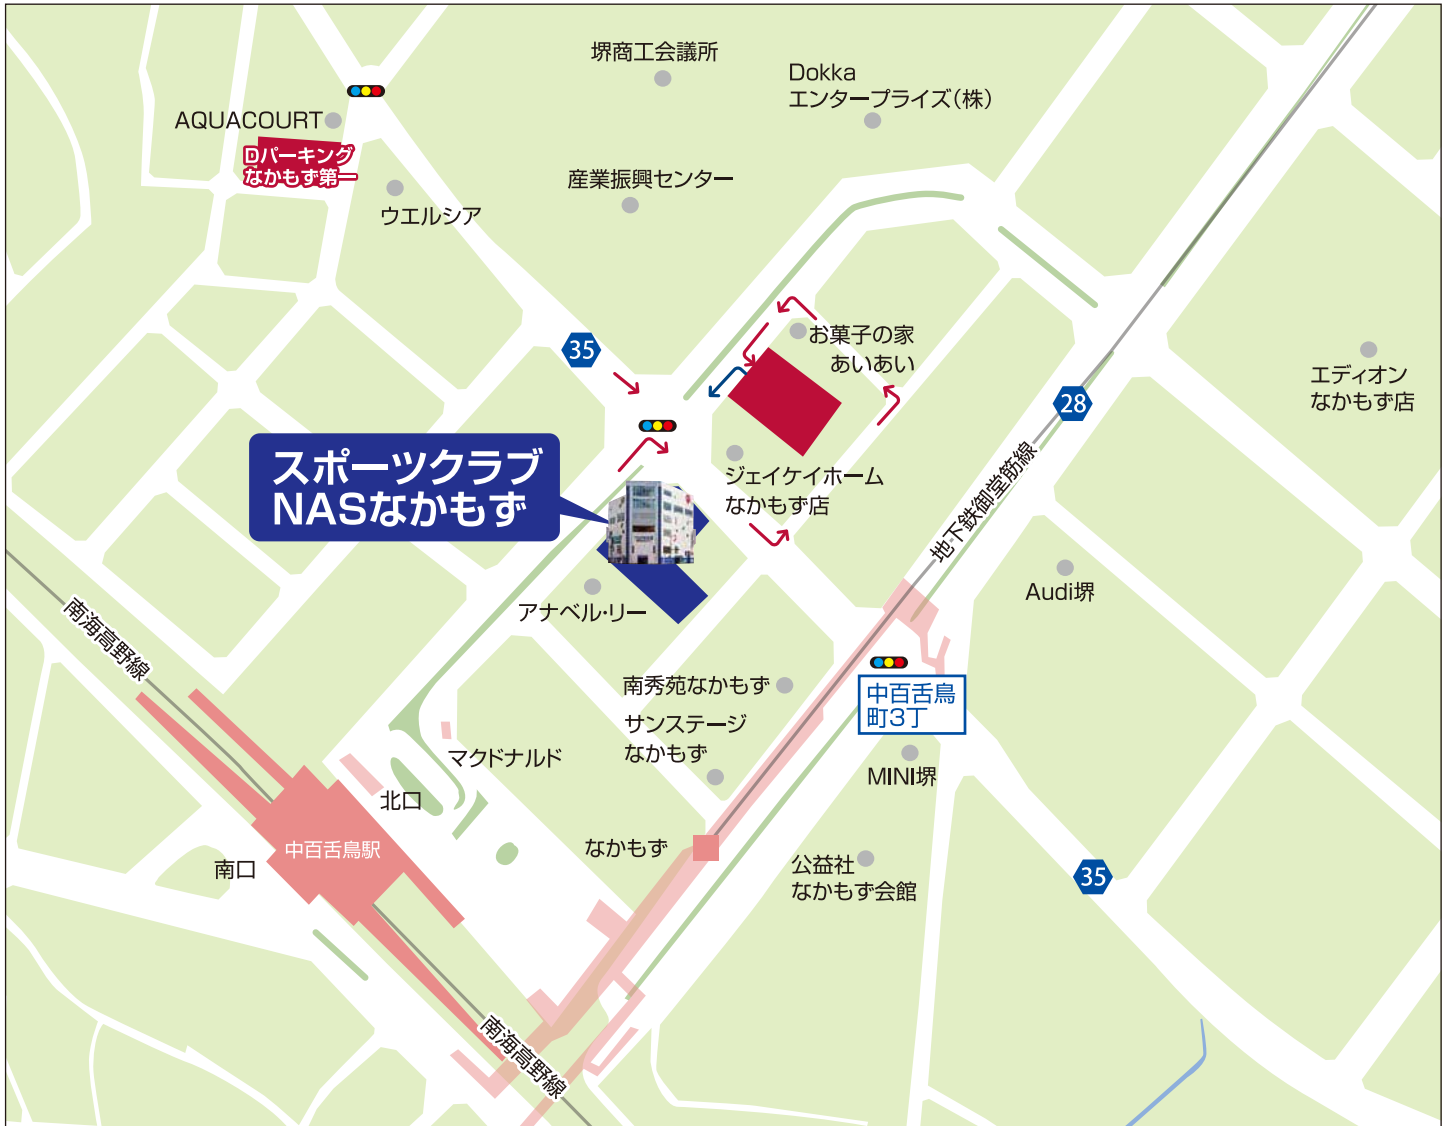 堺商工会議所
Dokka
エンタープライズ(株)
AQUACOURT
Dパーキング
なかもず第一
産業振興センター
ウエルシア
35
お菓子の家
あいあい
エディオン
なかもず店
28
スポーツクラブ
NASなかもず
ジェイケイホーム
なかもず店
地下鉄御堂筋線
Audi堺
アナベル・リー
南海高野線
南秀苑なかもず
中百舌鳥
町3丁
サンステージ
なかもず
マクドナルド
MINI堺
北口
なかもず
中百舌鳥駅
南口
公益社
なかもず会館
35
南海高野線